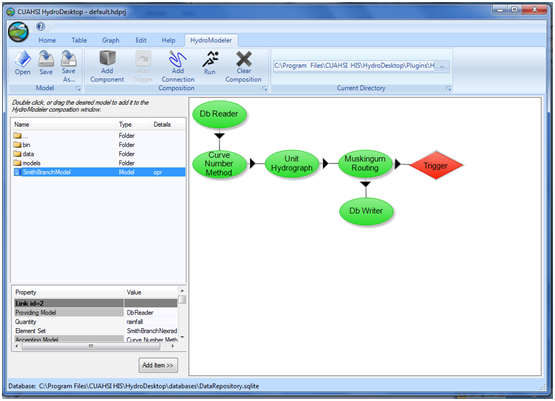 CUAHSI HydroDesktop - default.hdprj
Home Table Graph Edit Help HydroModeler
Open Save Save As... Add Component Add Trigger Add Connection Run Clear Composition
C:\Program Files\CUAHSI HIS\HydroDesktop\Plugins\H ...
Model Composition Current Directory
Double click, or drag the desired model to add it to the
HydroModeler composition window.
Name Type Details
... Folder
bin Folder
data Folder
models Folder
SmithBranchModel Model opr
Db Reader
Curve
Number
Method
Unit
Hydrograph
Muskingum
Routing
Trigger
Db Writer
Property Value
Link id=2
Providing Model DbReader
Quantity rainfall
Element Set SmithBranchNexrad
Accepting Model Curve Number Meth
Add Item >>
Database: C:\Program Files\CUAHSI HIS\HydroDesktop\databases\DataRepository.sqlite